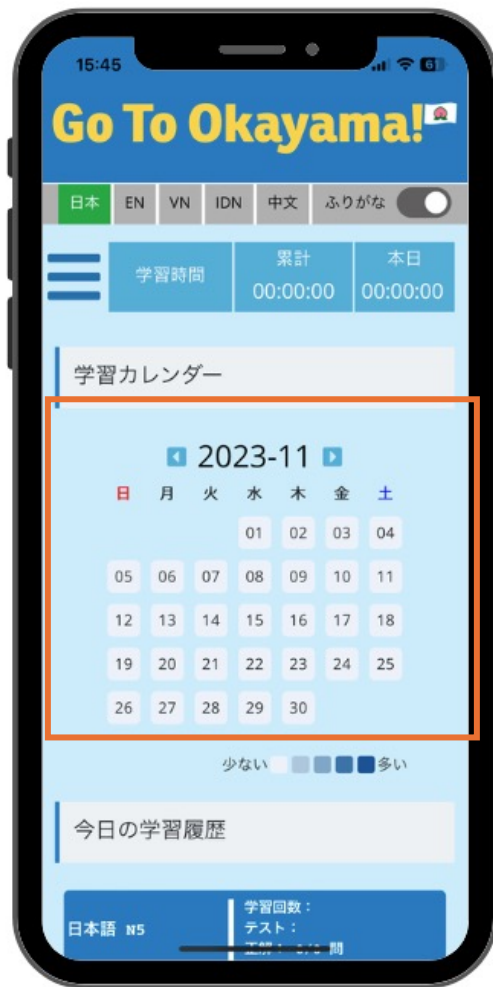 15:45
Go To Okayama!
日本 EN VN IDN 中文 ふりがな
学習時間 累計 00:00:00 本日 00:00:00
学習カレンダー
2023-11
日 月 火 水 木 金 土
01 02 03 04
05 06 07 08 09 10 11
12 13 14 15 16 17 18
19 20 21 22 23 24 25
26 27 28 29 30
少ない 多い
今日の学習履歴
日本語 N5
学習回数：
テスト：
正解： 0/0 問